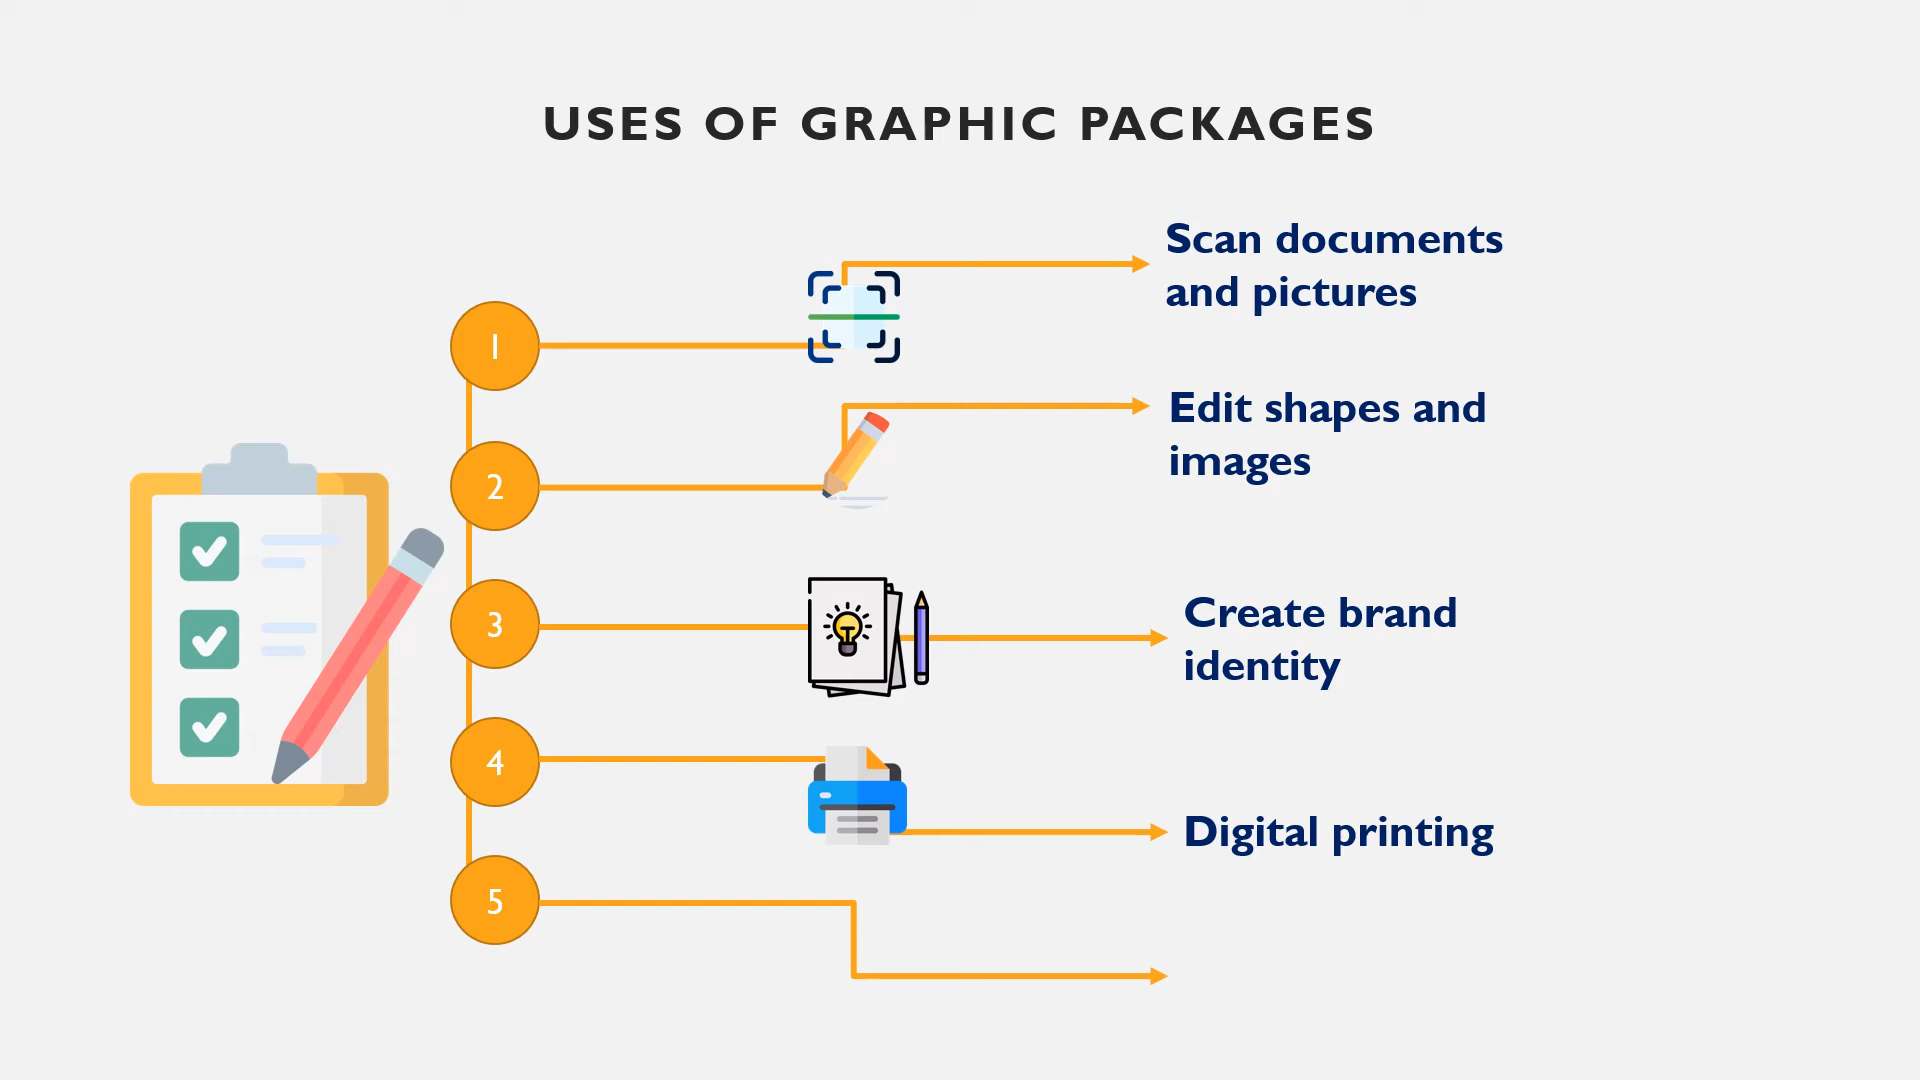 USES OF GRAPHIC PACKAGES
1
Scan documents
and pictures
2
Edit shapes and
images
3
Create brand
identity
4
Digital printing
5